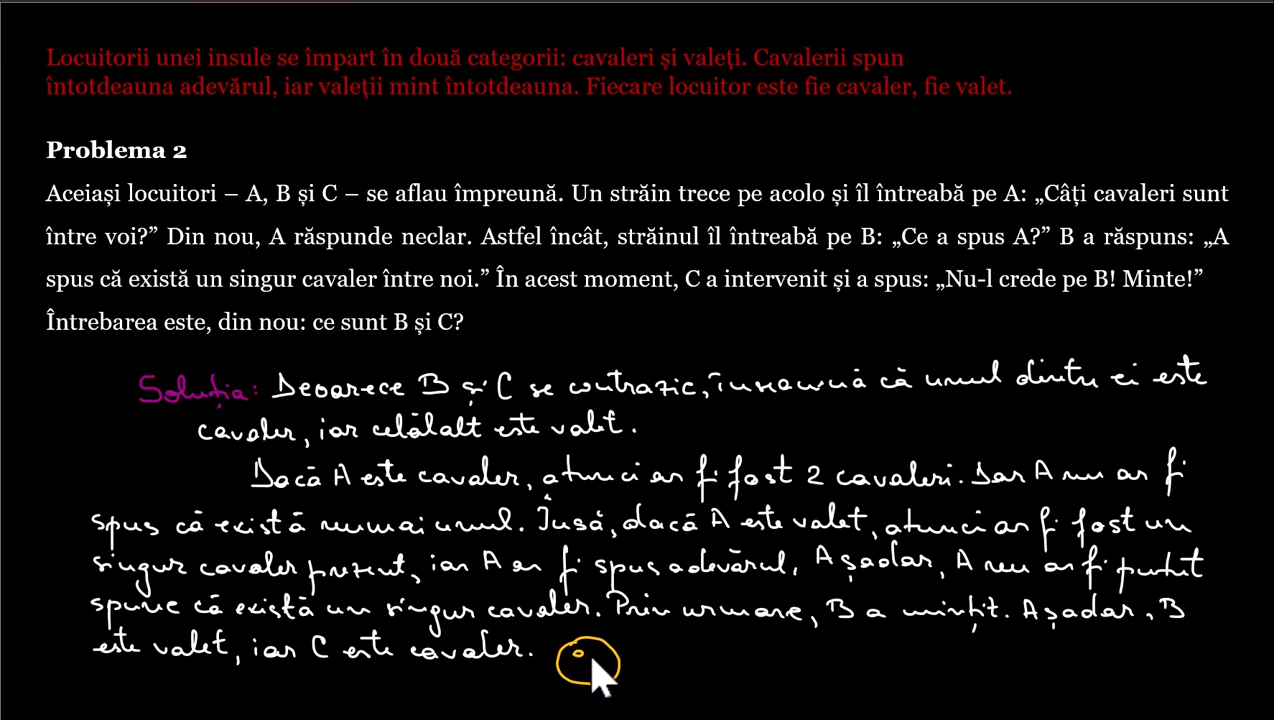 Locuitorii unei insule se împart în două categorii: cavaleri și valeți. Cavalerii spun
întotdeauna adevărul, iar valeții mint întotdeauna. Fiecare locuitor este fie cavaler, fie valet.
Problema 2
Aceiași locuitori – A, B și C – se aflau împreună. Un străin trece pe acolo și îl întreabă pe A: „Câți cavaleri sunt
între voi?” Din nou, A răspunde neclar. Astfel încât, străinul îl întreabă pe B: „Ce a spus A?” B a răspuns: „A
spus că există un singur cavaler între noi.” În acest moment, C a intervenit și a spus: „Nu-l crede pe B! Minte!”
Întrebarea este, din nou: ce sunt B și C?
Soluția: Deoarece B și C se contrazic, înseamnă că unul dintre ei este
cavaler, iar celălalt este valet.
Dacă A este cavaler, atunci ar fi fost 2 cavaleri. Dar A nu ar fi
spus că există numai unul. Însă, dacă A este valet, atunci ar fi fost un
singur cavaler prezent, iar A ar fi spus adevărul. Așadar, A nu ar fi putut
spune că există un singur cavaler. Prin urmare, B a mințit. Așadar, B
este valet, iar C este cavaler.